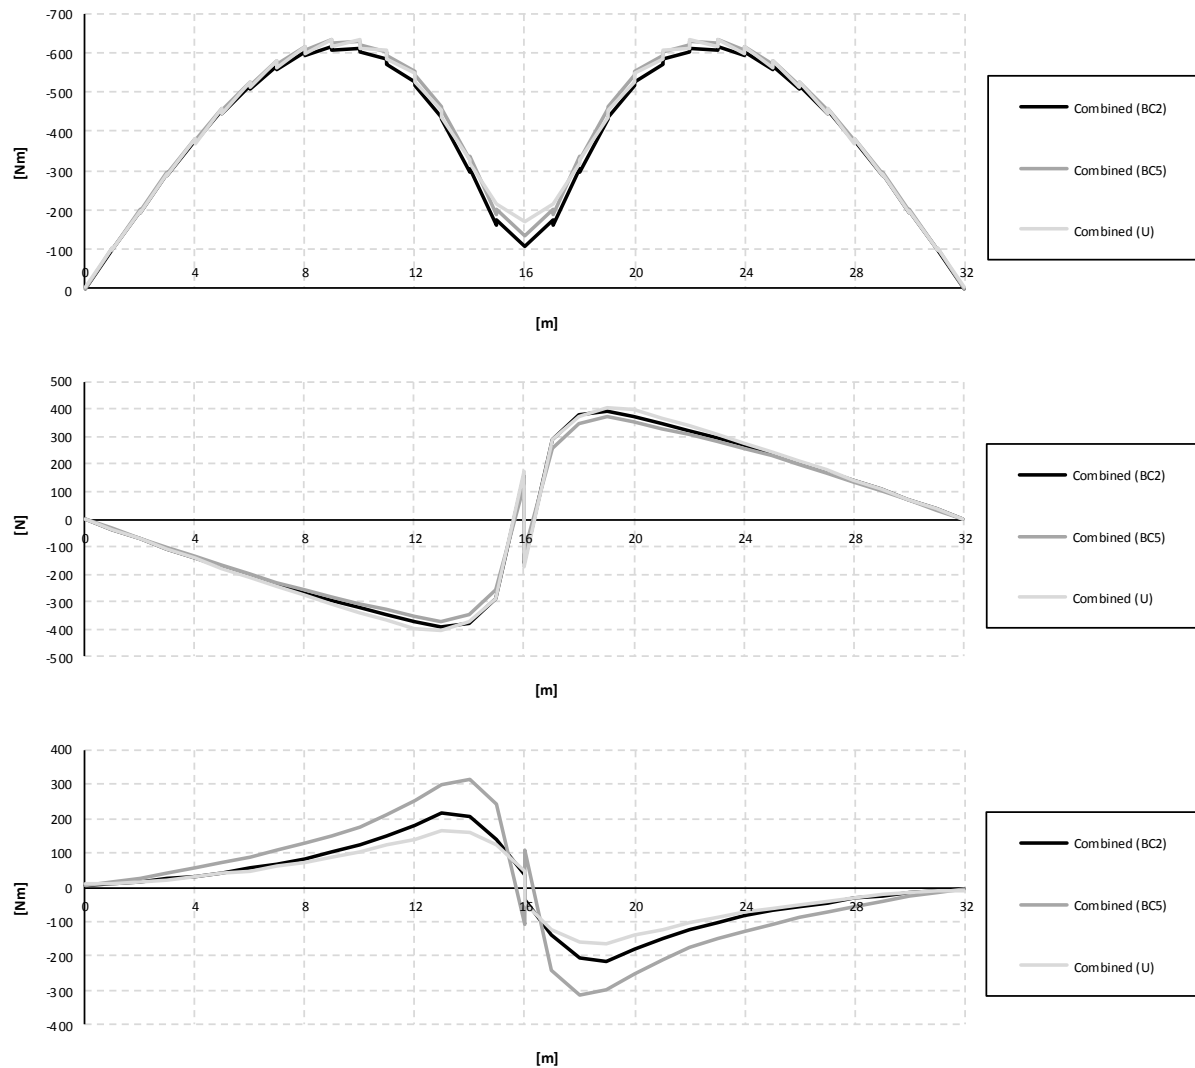 -700
-600
-500
-400
-300
-200
-100
0
[Nm]
0 4 8 12 16 20 24 28 32
[m]
Combined (BC2)
Combined (BC5)
Combined (U)
500
400
300
200
100
0
-100
-200
-300
-400
-500
[N]
0 4 8 12 16 20 24 28 32
[m]
Combined (BC2)
Combined (BC5)
Combined (U)
400
300
200
100
0
-100
-200
-300
-400
[Nm]
0 4 8 12 16 20 24 28 32
[m]
Combined (BC2)
Combined (BC5)
Combined (U)